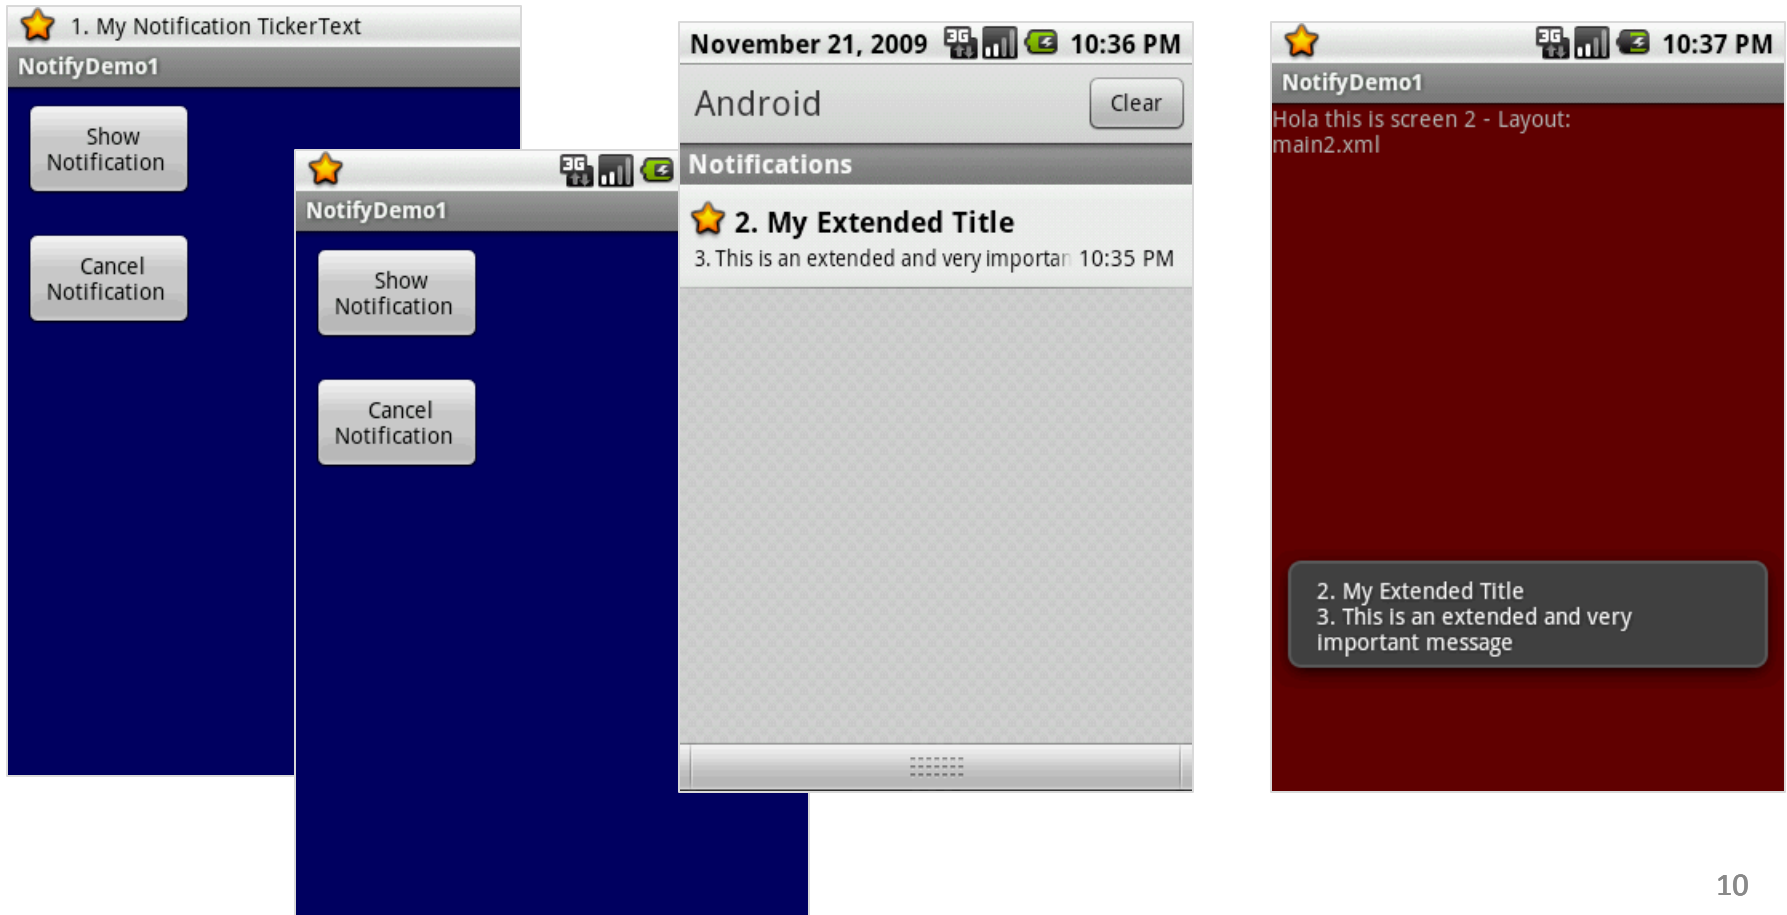 1. My Notification TickerText
NotifyDemo1
Show
Notification
Cancel
Notification
3G
NotifyDemo1
Show
Notification
Cancel
Notification
November 21, 2009 3G 10:36 PM
Android
Clear
Notifications
2. My Extended Title
3. This is an extended and very importan 10:35 PM
3G 10:37 PM
NotifyDemo1
Hola this is screen 2 - Layout:
main2.xml
2. My Extended Title
3. This is an extended and very
important message
10